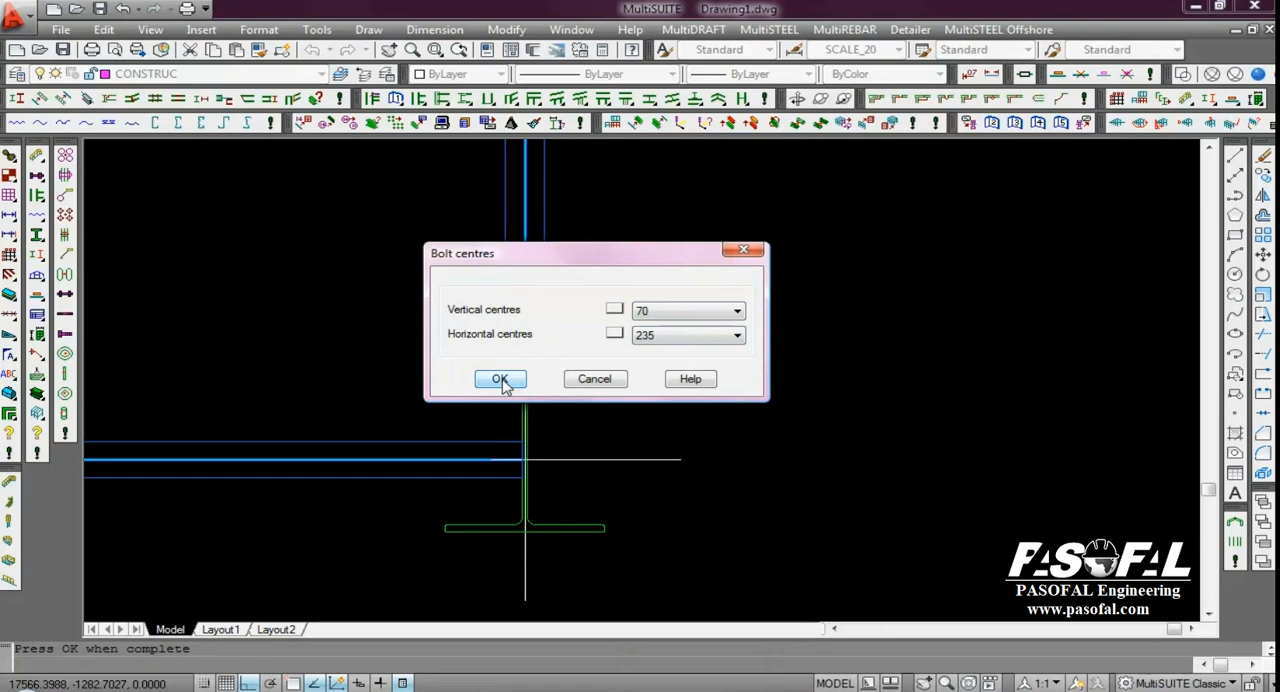 MultiSUITE Drawing1.dwg
File Edit View Insert Format Tools Draw Dimension Modify Window Help MultiDRAFT MultiSTEEL MultiREBAR Detailer MultiSTEEL Offshore
Standard SCALE_20 Standard Standard
CONSTRUC ByLayer ByLayer ByLayer ByColor
Bolt centres
Vertical centres 70
Horizontal centres 235
OK Cancel Help
ABC
A
PASOFAL
PASOFAL Engineering
www.pasofal.com
Model Layout1 Layout2
Press OK when complete
17566.3988, -1282.7027, 0.0000 MODEL 1:1 MultiSUITE Classic